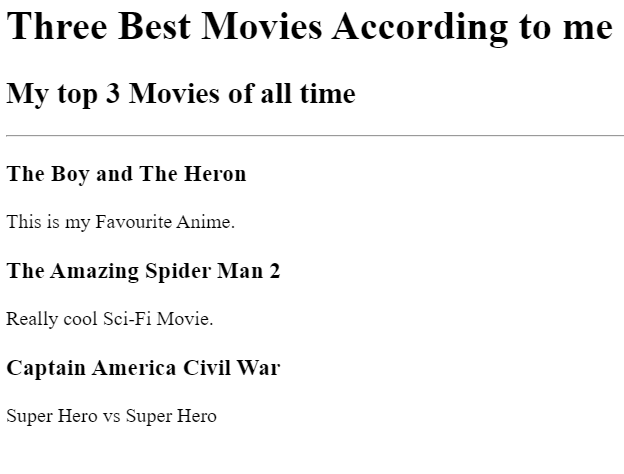 Three Best Movies According to me
My top 3 Movies of all time
The Boy and The Heron
This is my Favourite Anime.
The Amazing Spider Man 2
Really cool Sci-Fi Movie.
Captain America Civil War
Super Hero vs Super Hero